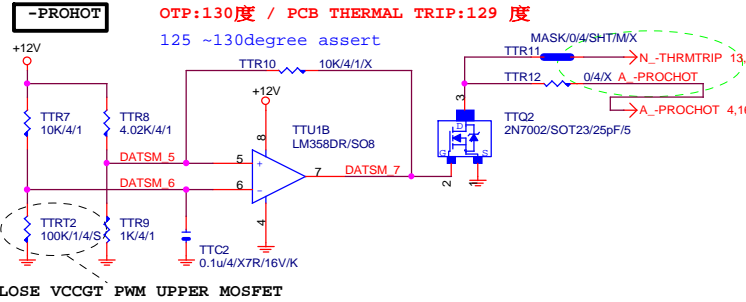 -PROHOT
OTP:130度 / PCB THERMAL TRIP:129 度
125 ~130degree assert
+12V
TTR10
10K/4/1/X
MASK/0/4/SHT/M/X
TTR11
N_-THRMTRIP 13,
TTR12
0/4/X
A_-PROCHOT
A_-PROCHOT 4,16
+12V
TTR7
10K/4/1
TTR8
4.02K/4/1
TTU1B
LM358DR/SO8
3
D
G
S
TTQ2
2N7002/SOT23/25pF/5
8
DATSM_5
5
+
7
DATSM_7
2
1
DATSM_6
6
-
4
TTRT2
100K/1/4/S
TTR9
1K/4/1
TTC2
0.1u/4/X7R/16V/K
LOSE VCCGT PWM UPPER MOSFET